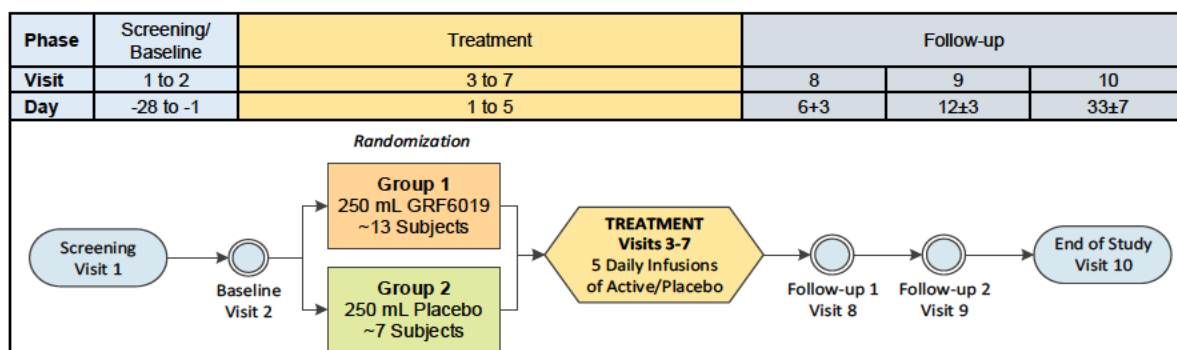 Phase
Screening/
Baseline
Treatment
Follow-up
Visit
1 to 2
3 to 7
8
9
10
Day
-28 to -1
1 to 5
6+3
12±3
33±7
Randomization
Group 1
250 mL GRF6019
~13 Subjects
Group 2
250 mL Placebo
~7 Subjects
Screening
Visit 1
Baseline
Visit 2
TREATMENT
Visits 3-7
5 Daily Infusions
of Active/Placebo
Follow-up 1
Visit 8
Follow-up 2
Visit 9
End of Study
Visit 10